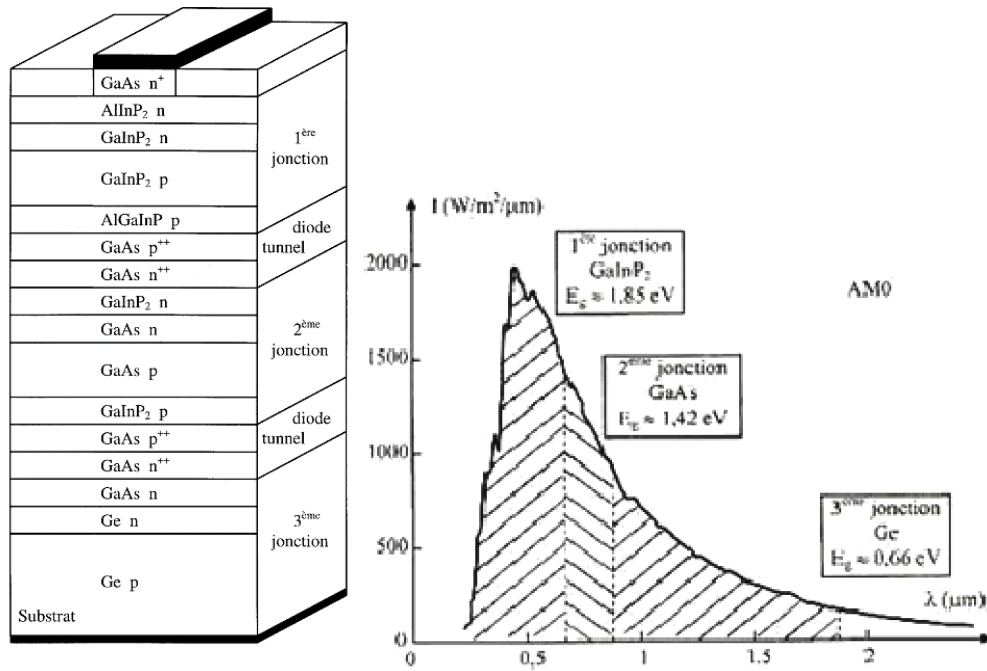 GaAs n⁺
AlInP₂ n
GaInP₂ n
GaInP₂ p
AlGaInP p
GaAs p⁺⁺
GaAs n⁺⁺
GaInP₂ n
GaAs n
GaAs p
GaInP₂ p
GaAs p⁺⁺
GaAs n⁺⁺
GaAs n
Ge n
Ge p
Substrat
1ère
jonction
diode
tunnel
2ème
jonction
diode
tunnel
3ème
jonction
I (W/m²/μm)
2000
1500
1000
500
0
0
0,5
1
1.5
2
λ (μm)
1ère jonction
GaInP₂
E_g ≈ 1,85 eV
2ème jonction
GaAs
E_g ≈ 1,42 eV
AM0
3ème jonction
Ge
E_g ≈ 0,66 eV